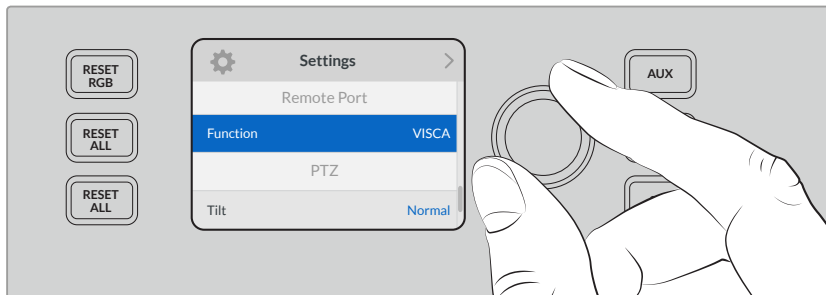 RESET
RGB
RESET
ALL
RESET
ALL
Settings
Remote Port
Function VISCA
PTZ
Tilt Normal
AUX